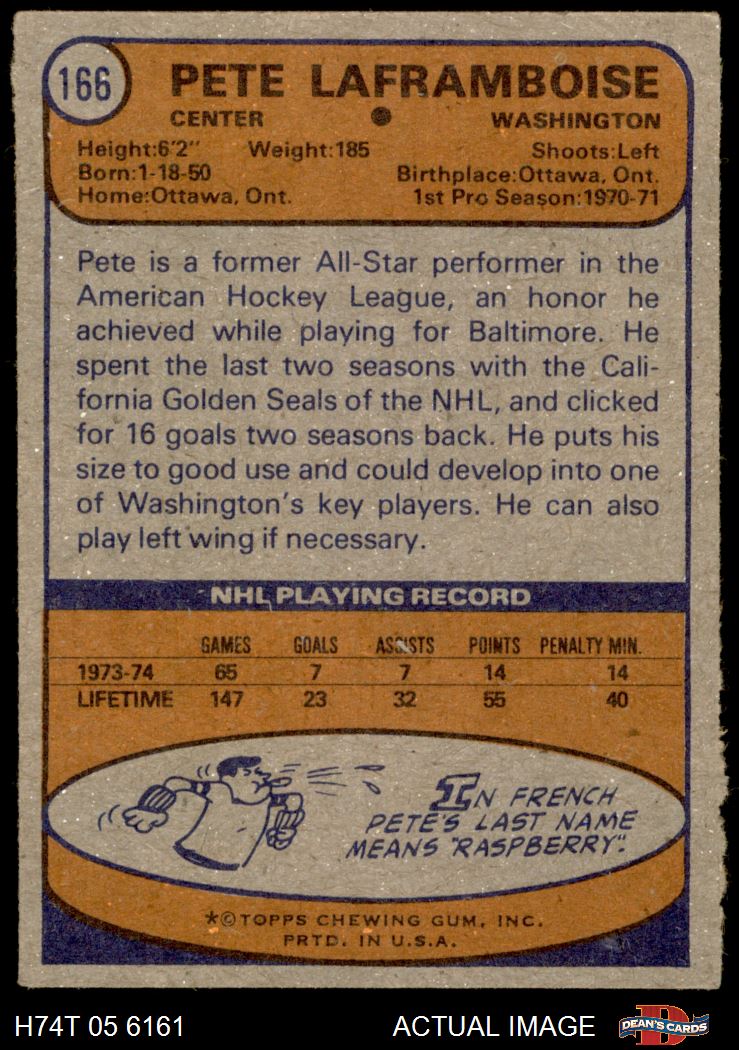 166
PETE LAFRAMBOISE
CENTER ● WASHINGTON
Height:6'2" Weight:185 Shoots:Left
Born:1-18-50 Birthplace:Ottawa, Ont.
Home:Ottawa, Ont. 1st Pro Season:1970-71
Pete is a former All-Star performer in the
American Hockey League, an honor he
achieved while playing for Baltimore. He
spent the last two seasons with the Cali-
fornia Golden Seals of the NHL, and clicked
for 16 goals two seasons back. He puts his
size to good use and could develop into one
of Washington's key players. He can also
play left wing if necessary.
NHL PLAYING RECORD
GAMES GOALS ASSISTS POINTS PENALTY MIN.
1973-74 65 7 7 14 14
LIFETIME 147 23 32 55 40
IN FRENCH
PETE'S LAST NAME
MEANS "RASPBERRY".
*© TOPPS CHEWING GUM, INC.
PRTD. IN U.S.A.
H74T 05 6161 ACTUAL IMAGE D DEAN'S CARDS